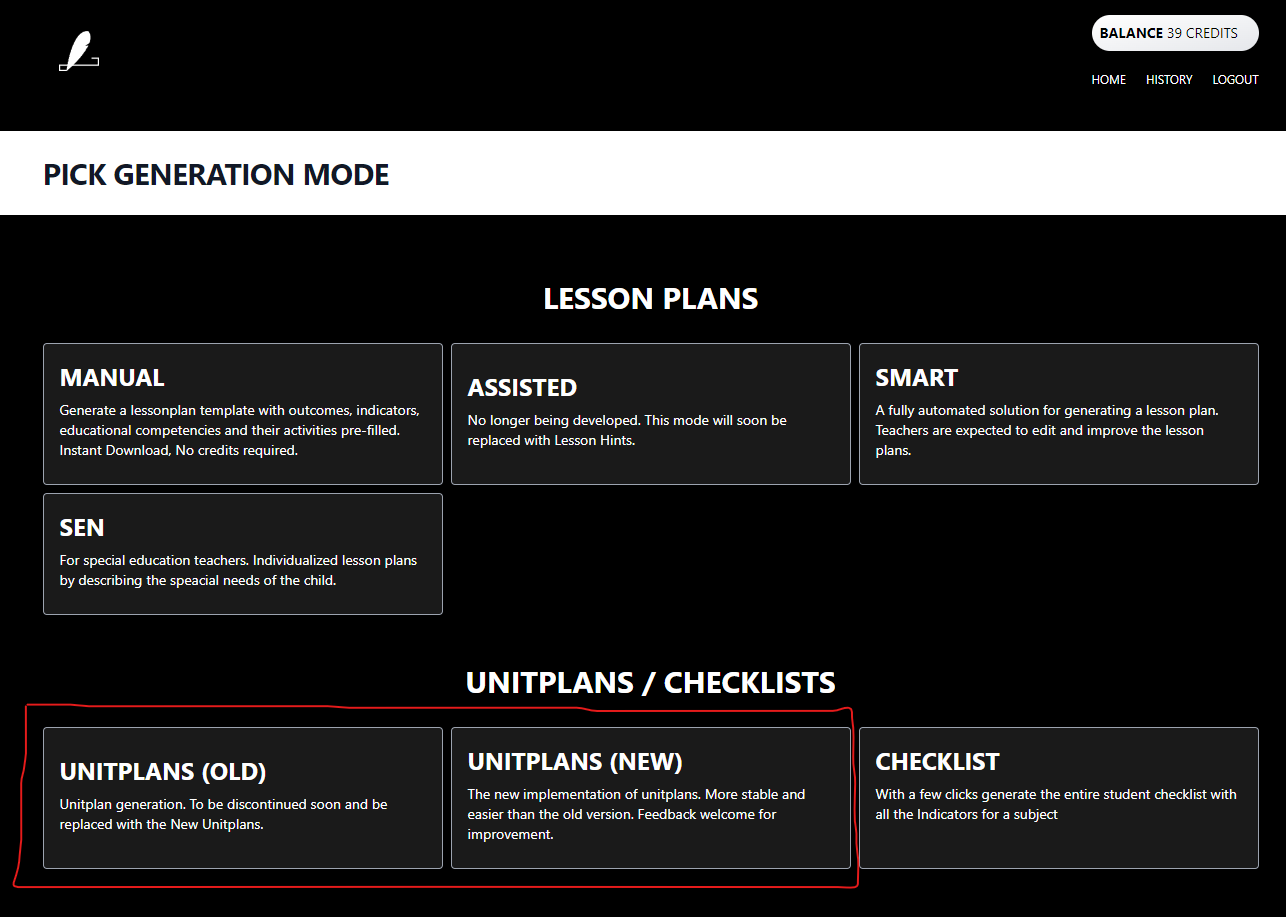 BALANCE 39 CREDITS
HOME HISTORY LOGOUT
PICK GENERATION MODE
LESSON PLANS
MANUAL
Generate a lessonplan template with outcomes, indicators,
educational competencies and their activities pre-filled.
Instant Download, No credits required.
ASSISTED
No longer being developed. This mode will soon be
replaced with Lesson Hints.
SMART
A fully automated solution for generating a lesson plan.
Teachers are expected to edit and improve the lesson
plans.
SEN
For special education teachers. Individualized lesson plans
by describing the speacial needs of the child.
UNITPLANS / CHECKLISTS
UNITPLANS (OLD)
Unitplan generation. To be discontinued soon and be
replaced with the New Unitplans.
UNITPLANS (NEW)
The new implementation of unitplans. More stable and
easier than the old version. Feedback welcome for
improvement.
CHECKLIST
With a few clicks generate the entire student checklist with
all the Indicators for a subject